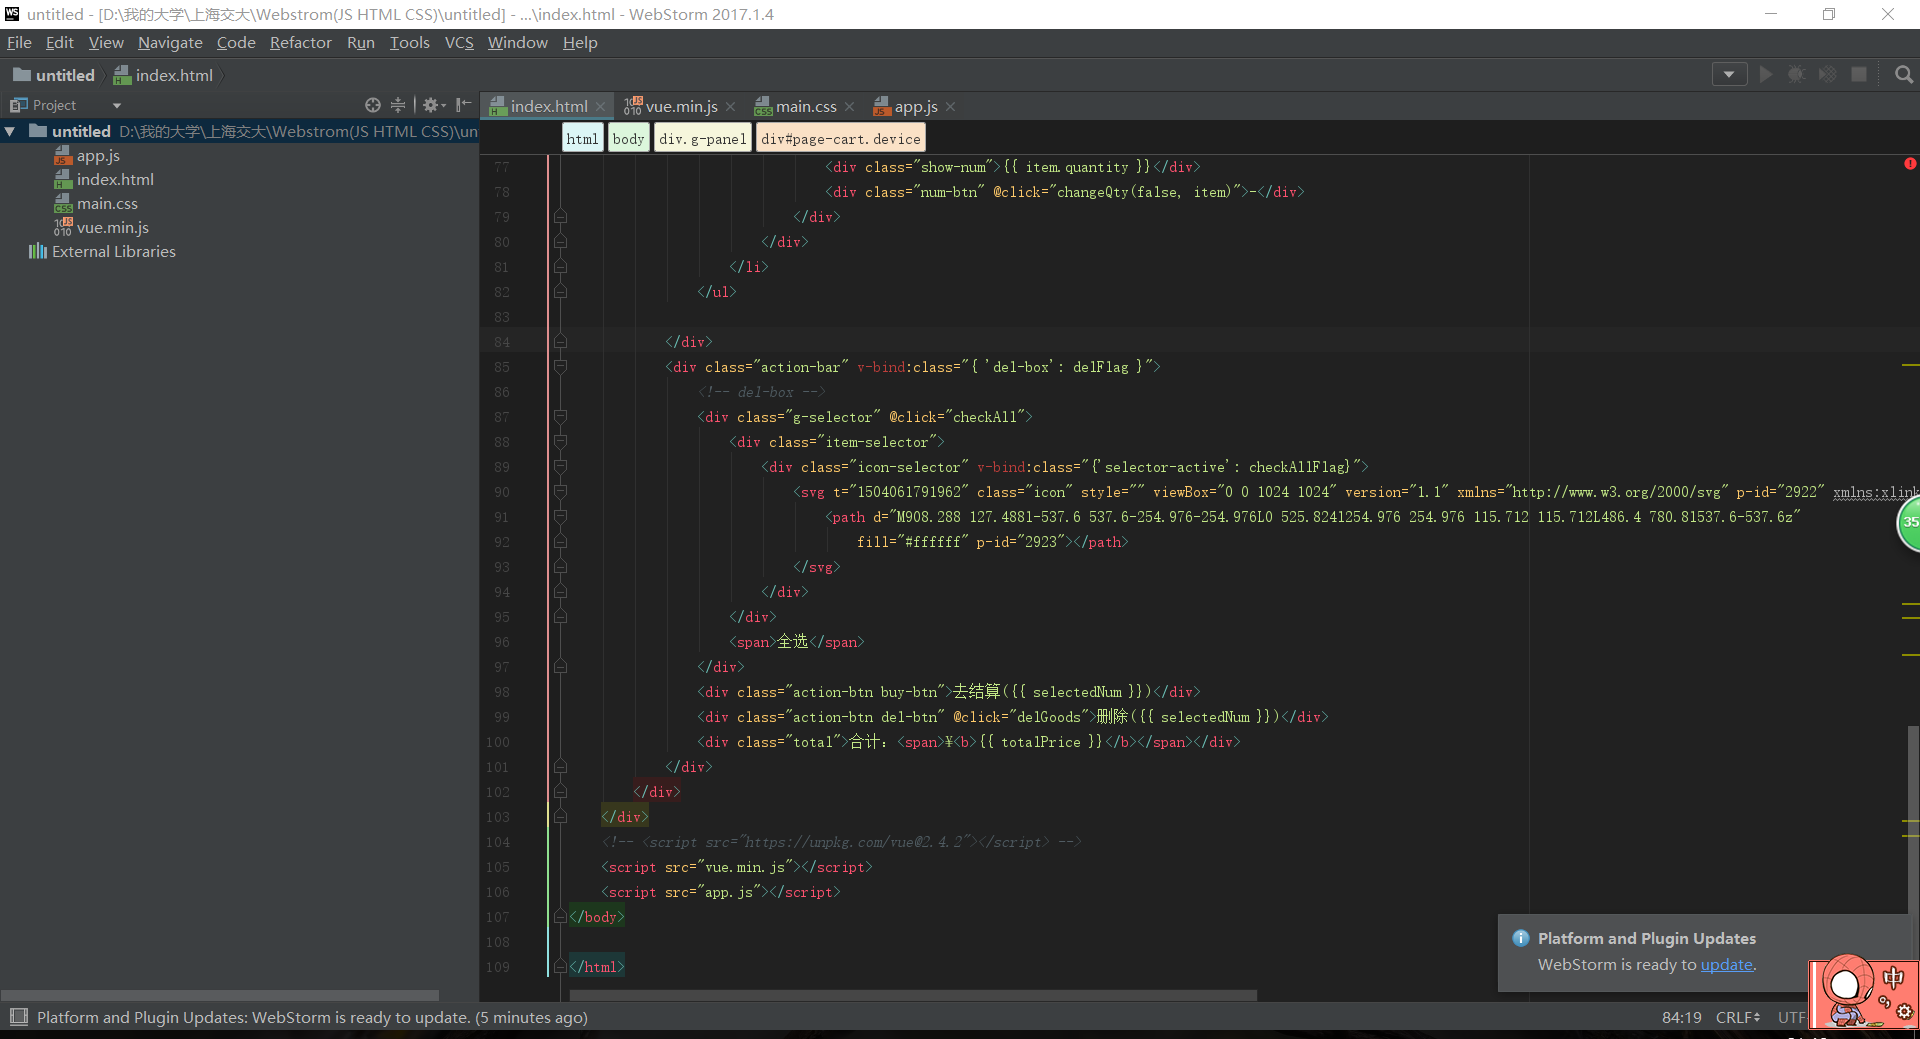 untitled - [D:\我的大学\上海交大\Webstrom(JS HTML CSS)\untitled] - ...\index.html - WebStorm 2017.1.4
File Edit View Navigate Code Refactor Run Tools VCS Window Help
untitled index.html
Project
index.html vue.min.js main.css app.js
untitled D:\我的大学\上海交大\Webstrom(JS HTML CSS)\un
app.js
index.html
main.css
vue.min.js
External Libraries
html body div.g-panel div#page-cart.device
77 <div class="show-num">{{ item.quantity }}</div>
78 <div class="num-btn" @click="changeQty(false, item)">-</div>
79 </div>
80 </div>
81 </li>
82 </ul>
83
84 </div>
85 <div class="action-bar" v-bind:class="{ 'del-box': delFlag }">
86 <!-- del-box -->
87 <div class="g-selector" @click="checkAll">
88 <div class="item-selector">
89 <div class="icon-selector" v-bind:class="{'selector-active': checkAllFlag}">
90 <svg t="1504061791962" class="icon" style="" viewBox="0 0 1024 1024" version="1.1" xmlns="http://www.w3.org/2000/svg" p-id="2922" xmlns:xlink
91 <path d="M908.288 127.488l-537.6 537.6-254.976-254.976L0 525.824l254.976 254.976 115.712 115.712L486.4 780.8l537.6-537.6z"
92 fill="#ffffff" p-id="2923"></path>
93 </svg>
94 </div>
95 </div>
96 <span>全选</span>
97 </div>
98 <div class="action-btn buy-btn">去结算({{ selectedNum }})</div>
99 <div class="action-btn del-btn" @click="delGoods">删除({{ selectedNum }})</div>
100 <div class="total">合计：<span>¥<b>{{ totalPrice }}</b></span></div>
101 </div>
102 </div>
103 </div>
104 <!-- <script src="https://unpkg.com/vue@2.4.2"></script> -->
105 <script src="vue.min.js"></script>
106 <script src="app.js"></script>
107 </body>
108
109 </html>
35
Platform and Plugin Updates
WebStorm is ready to update.
中
Platform and Plugin Updates: WebStorm is ready to update. (5 minutes ago)
84:19 CRLF UTF